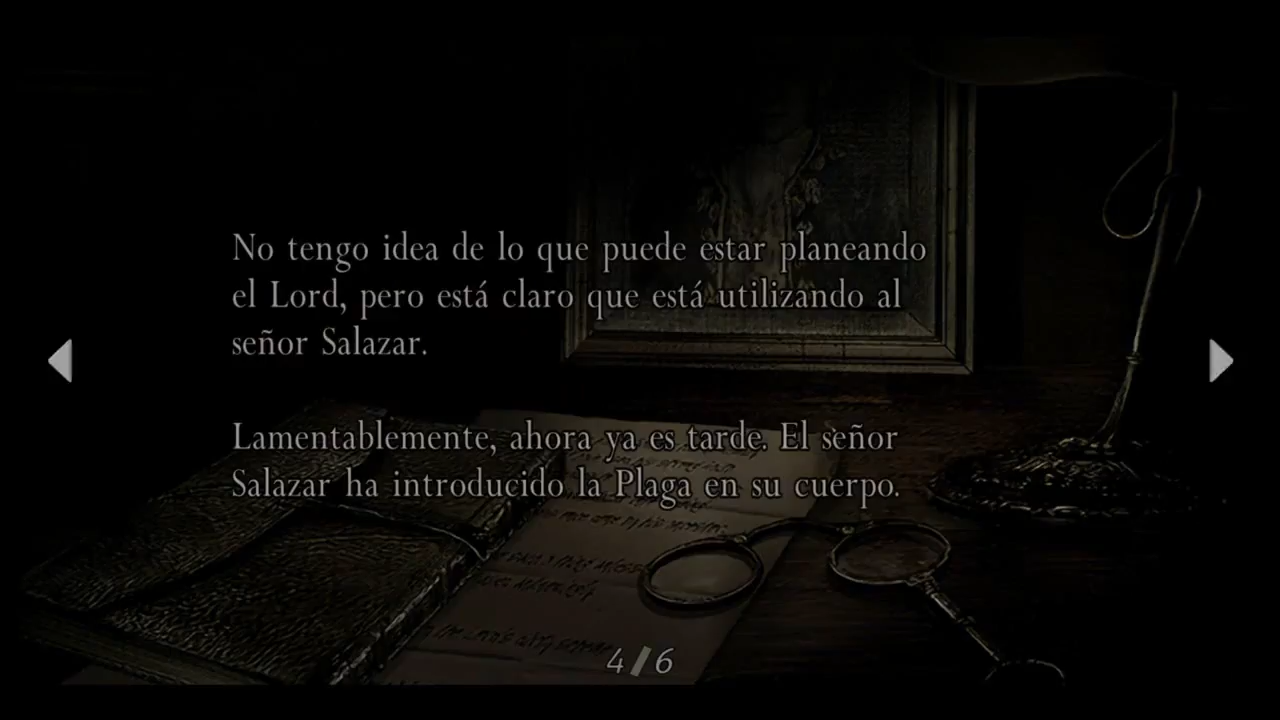 No tengo idea de lo que puede estar planeando
el Lord, pero está claro que está utilizando al
señor Salazar.
Lamentablemente, ahora ya es tarde. El señor
Salazar ha introducido la Plaga en su cuerpo.
4/6